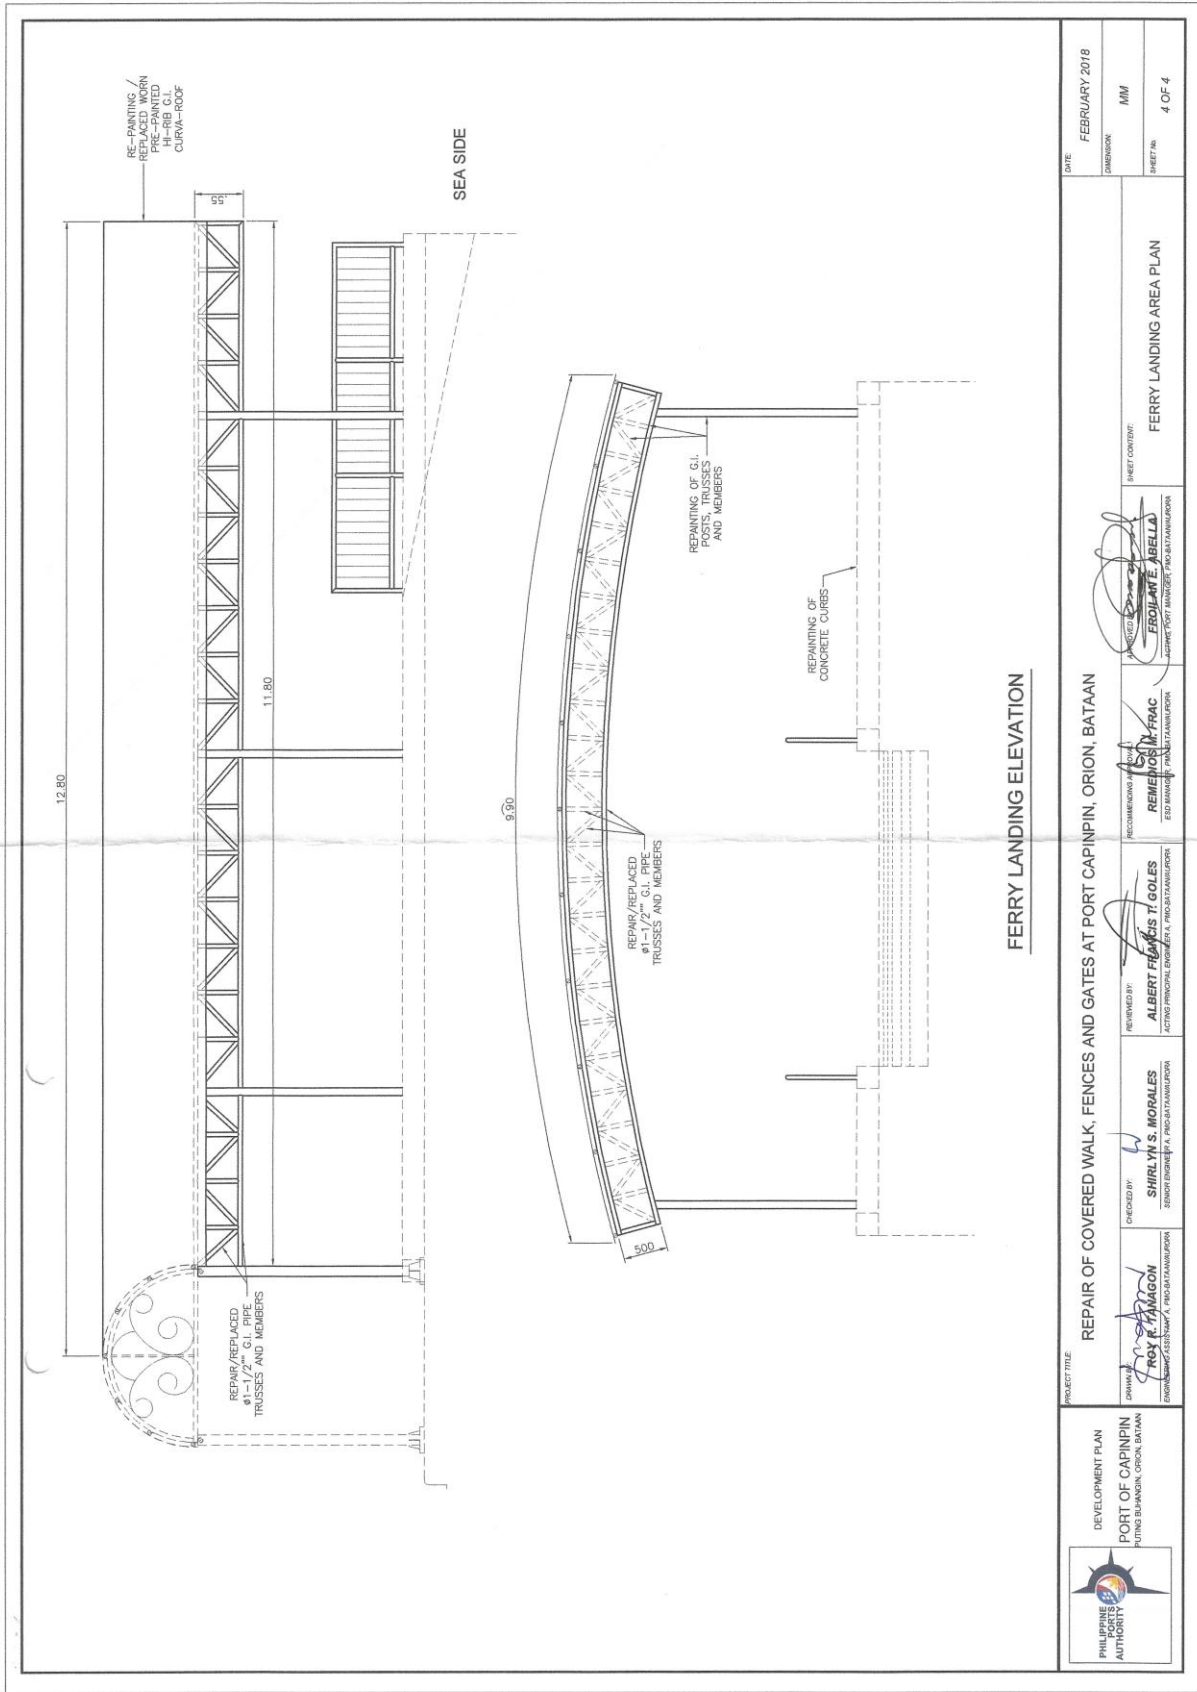 12.80
RE-PAINTING /
REPLACED WORN
PRE-PAINTED
HI-RIB G.I.
CURVA-ROOF
.55
11.80
REPAIR/REPLACED
ø1-1/2"" G.I. PIPE
TRUSSES AND MEMBERS
SEA SIDE
9.90
500
REPAIR/REPLACED
ø1-1/2"" G.I. PIPE
TRUSSES AND MEMBERS
REPAINTING OF G.I.
POSTS, TRUSSES
AND MEMBERS
REPAINTING OF
CONCRETE CURBS
FERRY LANDING ELEVATION
PHILIPPINE
PORTS
AUTHORITY
DEVELOPMENT PLAN
PORT OF CAPINPIN
PUTING BUHANGIN, ORION, BATAAN
PROJECT TITLE:
REPAIR OF COVERED WALK, FENCES AND GATES AT PORT CAPINPIN, ORION, BATAAN
DRAWN BY:
ROY R. TANAGON
ENGINEERING ASSISTANT A, PMO-BATAAN/AURORA
CHECKED BY:
SHIRLYN S. MORALES
SENIOR ENGINEER A, PMO-BATAAN/AURORA
REVIEWED BY:
ALBERT FRANCIS T. GOLES
ACTING PRINCIPAL ENGINEER A, PMO-BATAAN/AURORA
RECOMMENDING APPROVAL:
REMEDIOS M. FRAC
ESD MANAGER, PMO-BATAAN/AURORA
APPROVED BY:
FROILAN E. ABELLA
ACTING PORT MANAGER, PMO-BATAAN/AURORA
SHEET CONTENT:
FERRY LANDING AREA PLAN
DATE:
FEBRUARY 2018
DIMENSION:
MM
SHEET No.
4 OF 4